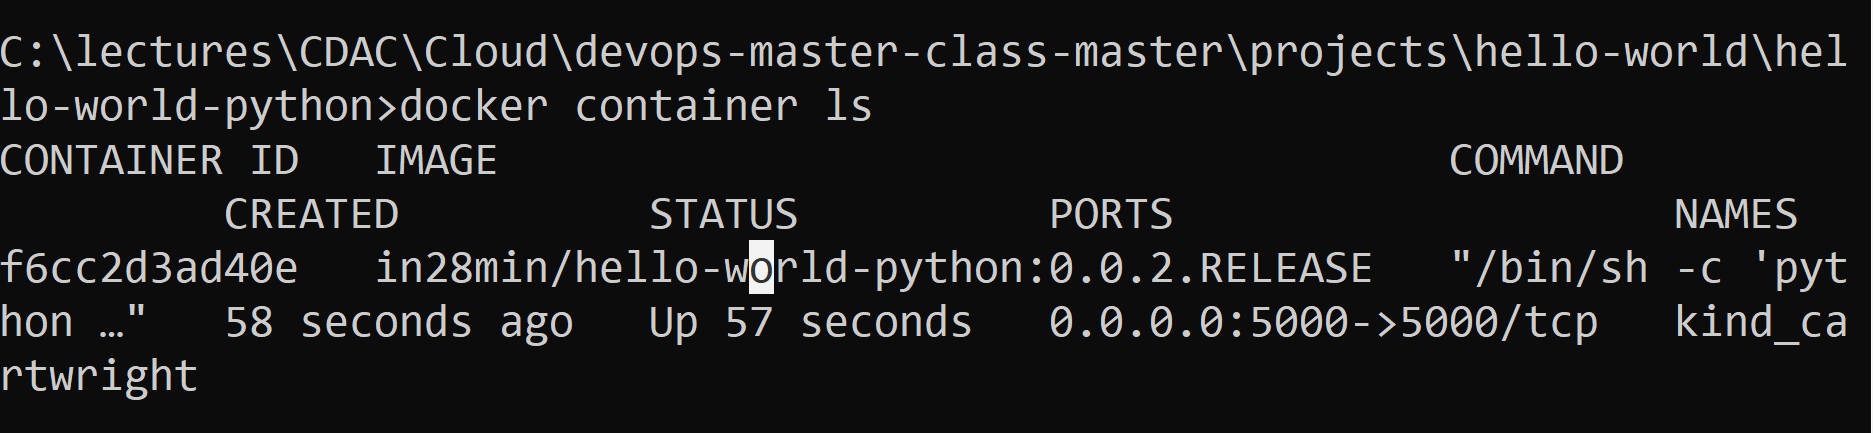 C:\lectures\CDAC\Cloud\devops-master-class-master\projects\hello-world\hel
lo-world-python>docker container ls
CONTAINER ID   IMAGE                                      COMMAND
         CREATED          STATUS          PORTS                    NAMES
f6cc2d3ad40e   in28min/hello-world-python:0.0.2.RELEASE   "/bin/sh -c 'pyt
hon …"   58 seconds ago   Up 57 seconds   0.0.0.0:5000->5000/tcp   kind_ca
rtwright